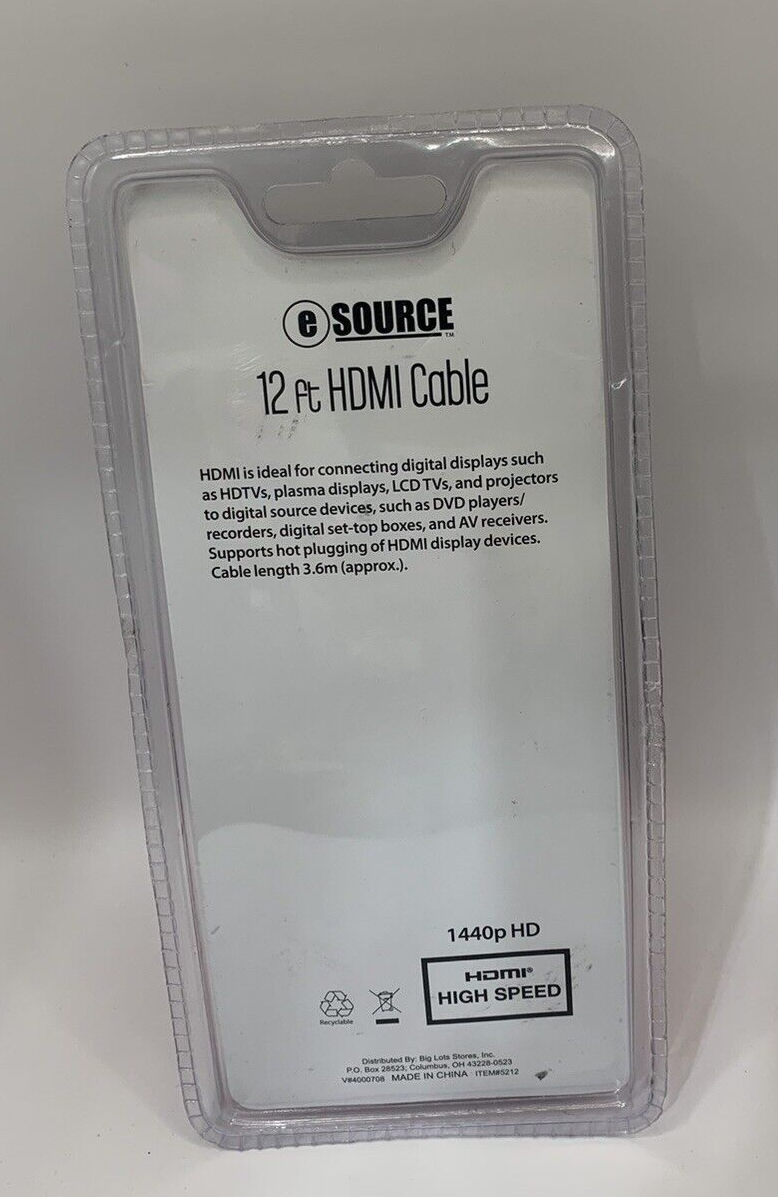 e SOURCE™
12 ft HDMI Cable
HDMI is ideal for connecting digital displays such
as HDTVs, plasma displays, LCD TVs, and projectors
to digital source devices, such as DVD players/
recorders, digital set-top boxes, and AV receivers.
Supports hot plugging of HDMI display devices.
Cable length 3.6m (approx.).
1440p HD
HDMI®
HIGH SPEED
Recyclable
Distributed By: Big Lots Stores, Inc.
P.O. Box 28523; Columbus, OH 43228-0523
V#4000708 MADE IN CHINA ITEM#5212